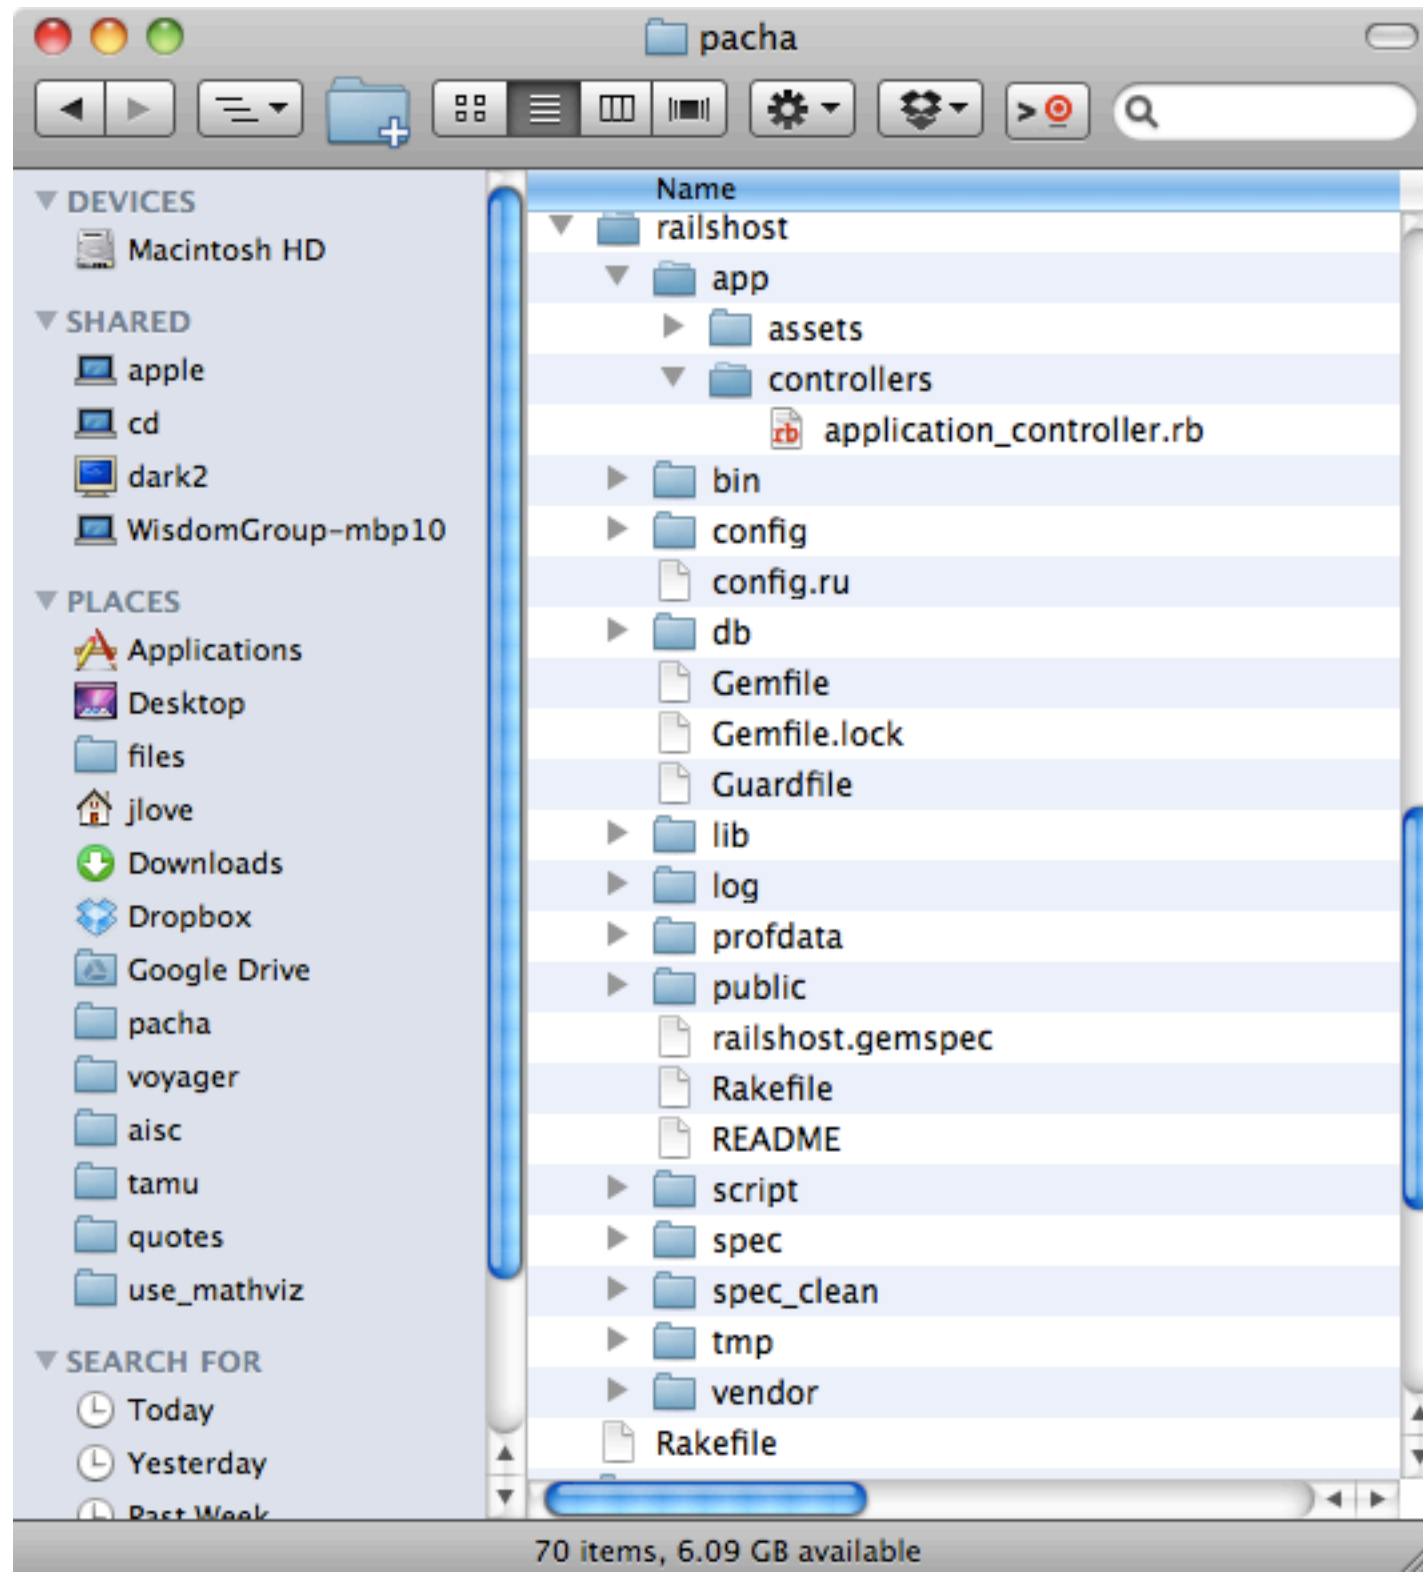 pacha
DEVICES
Macintosh HD
SHARED
apple
cd
dark2
WisdomGroup-mbp10
PLACES
Applications
Desktop
files
jlove
Downloads
Dropbox
Google Drive
pacha
voyager
aisc
tamu
quotes
use_mathviz
SEARCH FOR
Today
Yesterday
Past Week
Name
railshost
app
assets
controllers
rb application_controller.rb
bin
config
config.ru
db
Gemfile
Gemfile.lock
Guardfile
lib
log
profdata
public
railshost.gemspec
Rakefile
README
script
spec
spec_clean
tmp
vendor
Rakefile
70 items, 6.09 GB available